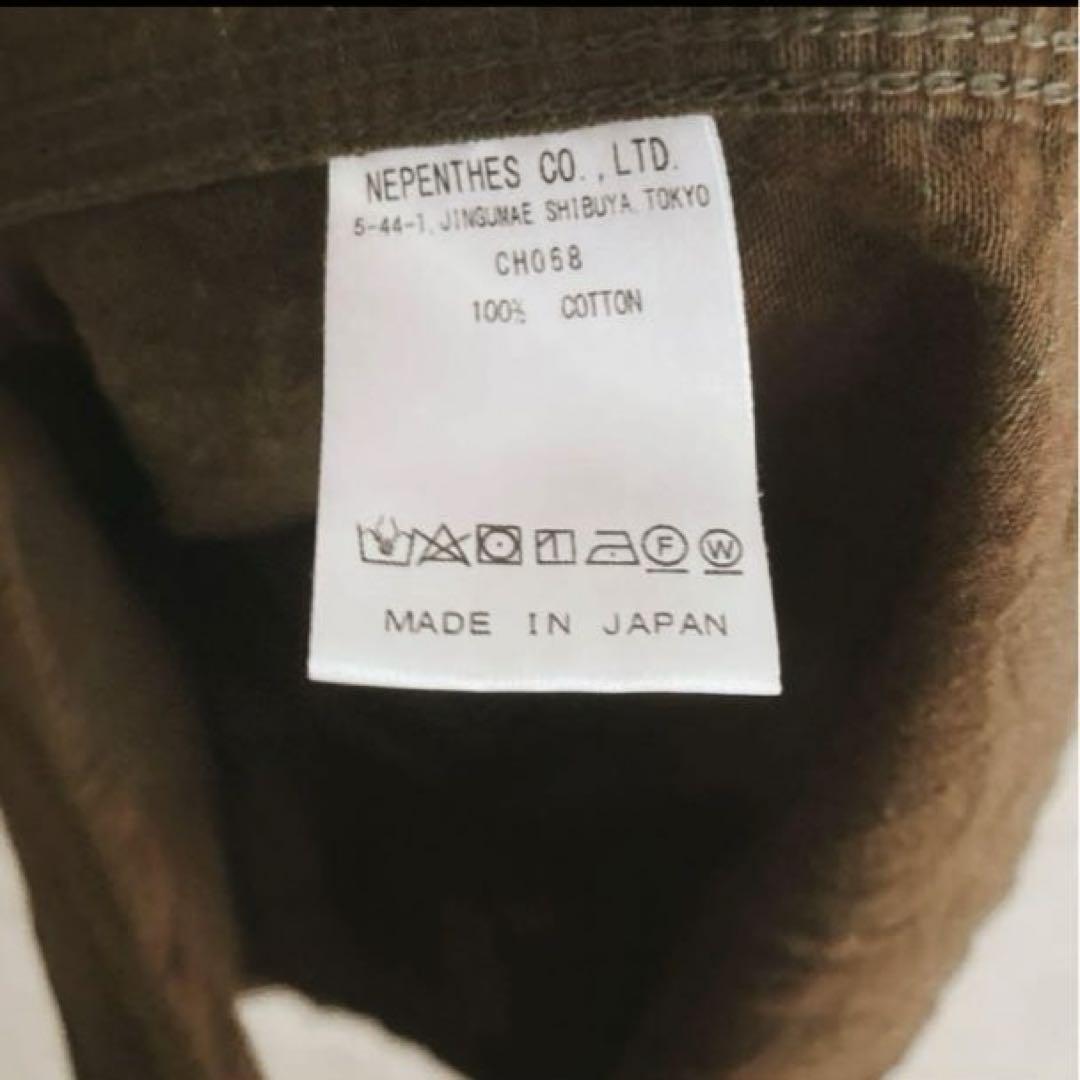 NEPENTHES CO.,LTD.
5-44-1, JINGUMAE SHIBUYA, TOKYO
CH068
100% COTTON
F W
MADE IN JAPAN